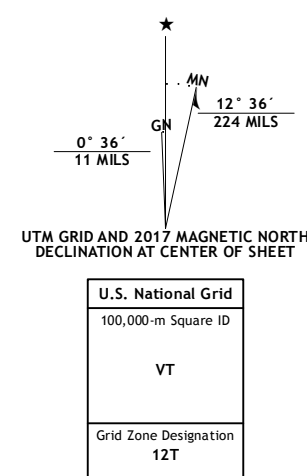 MN
GN
0° 36´
11 MILS
12° 36´
224 MILS
UTM GRID AND 2017 MAGNETIC NORTH
DECLINATION AT CENTER OF SHEET
U.S. National Grid
100,000-m Square ID
VT
Grid Zone Designation
12T